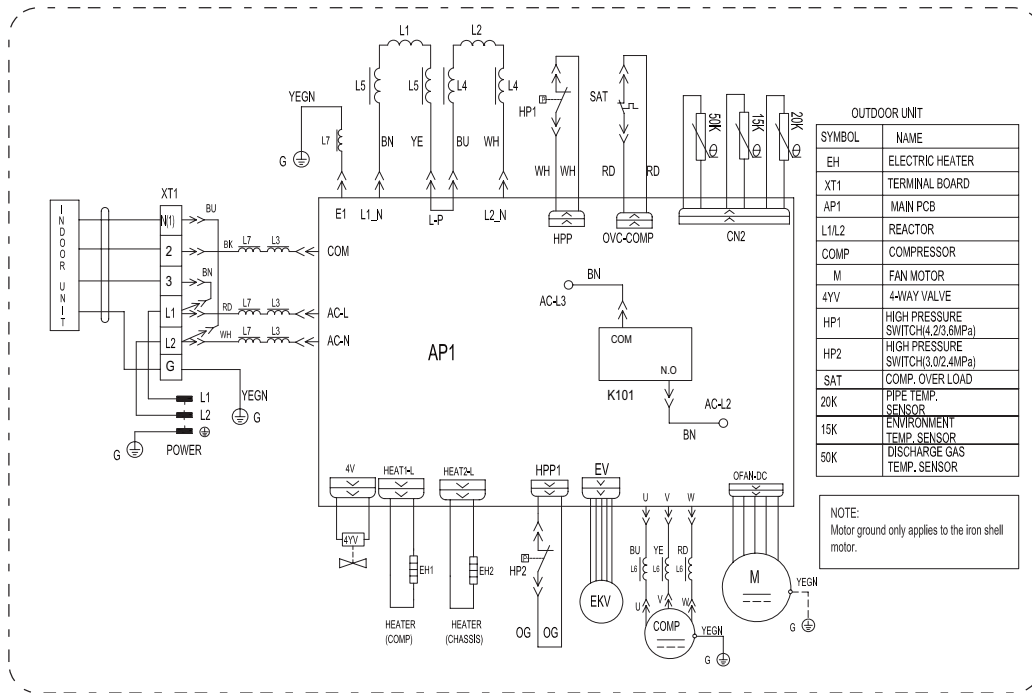 L1
L2
L5
L5
L4
L4
YEGN
L7
G
BN
YE
BU
WH
HP1
P
WH
WH
SAT
RD
RD
50K
15K
20K
E1
L1_N
L-P
L2_N
HPP
OVC-COMP
CN2
INDOOR UNIT
XT1
N(1)
2
3
L1
L2
G
BU
BK
L7
L3
COM
BN
RD
L7
L3
AC-L
WH
L7
L3
AC-N
YEGN
G
L1
L2
G
POWER
AP1
BN
AC-L3
COM
N.O
K101
AC-L2
BN
4V
HEAT1-L
HEAT2-L
HPP1
EV
U
V
W
OFAN-DC
4YV
EH1
EH2
HEATER
(COMP)
HEATER
(CHASSIS)
P
HP2
OG
OG
EKV
BU
YE
RD
L6
L6
L6
U
V
W
COMP
YEGN
G
M
YEGN
G
OUTDOOR UNIT
SYMBOL NAME
EH ELECTRIC HEATER
XT1 TERMINAL BOARD
AP1 MAIN PCB
L1/L2 REACTOR
COMP COMPRESSOR
M FAN MOTOR
4YV 4-WAY VALVE
HP1 HIGH PRESSURE
SWITCH(4.2/3.6MPa)
HP2 HIGH PRESSURE
SWITCH(3.0/2.4MPa)
SAT COMP. OVER LOAD
20K PIPE TEMP.
SENSOR
15K ENVIRONMENT
TEMP. SENSOR
50K DISCHARGE GAS
TEMP. SENSOR
NOTE:
Motor ground only applies to the iron shell
motor.